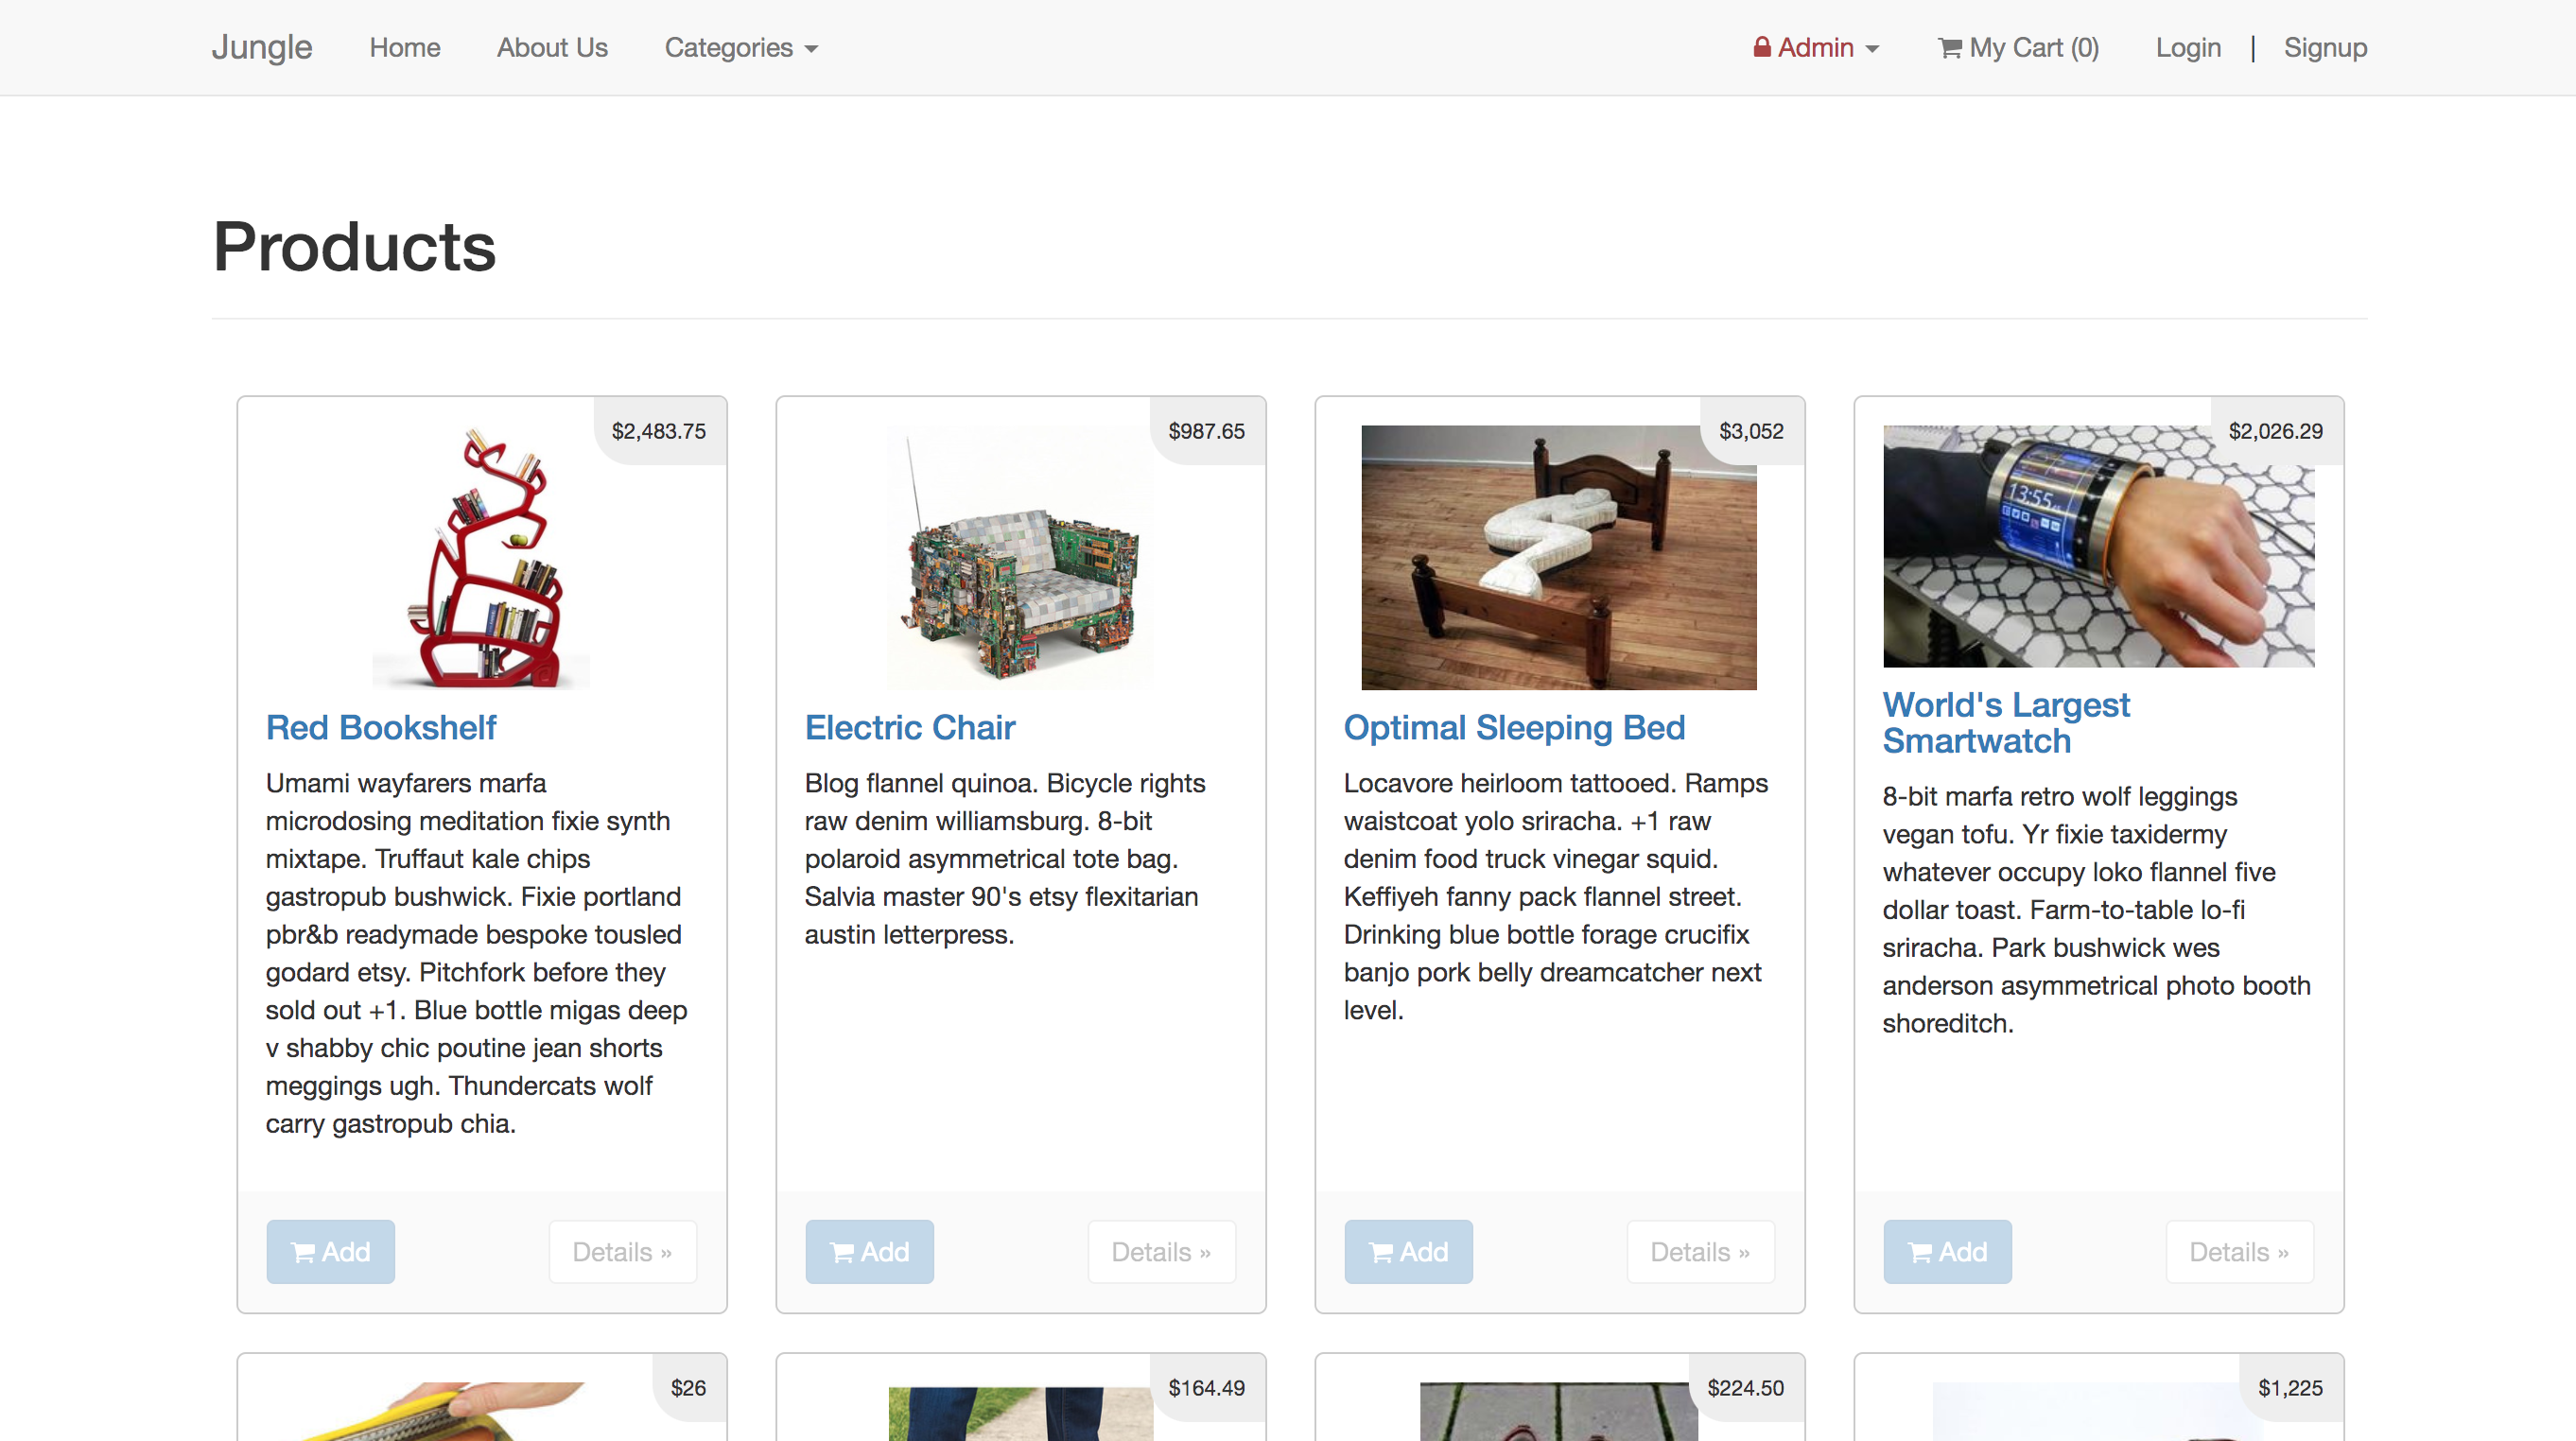 Jungle Home About Us Categories Admin My Cart (0) Login | Signup
Products
$2,483.75
Red Bookshelf
Umami wayfarers marfa
microdosing meditation fixie synth
mixtape. Truffaut kale chips
gastropub bushwick. Fixie portland
pbr&b readymade bespoke tousled
godard etsy. Pitchfork before they
sold out +1. Blue bottle migas deep
v shabby chic poutine jean shorts
meggings ugh. Thundercats wolf
carry gastropub chia.
Add Details »
$987.65
Electric Chair
Blog flannel quinoa. Bicycle rights
raw denim williamsburg. 8-bit
polaroid asymmetrical tote bag.
Salvia master 90's etsy flexitarian
austin letterpress.
Add Details »
$3,052
Optimal Sleeping Bed
Locavore heirloom tattooed. Ramps
waistcoat yolo sriracha. +1 raw
denim food truck vinegar squid.
Keffiyeh fanny pack flannel street.
Drinking blue bottle forage crucifix
banjo pork belly dreamcatcher next
level.
Add Details »
$2,026.29
13:55
World's Largest
Smartwatch
8-bit marfa retro wolf leggings
vegan tofu. Yr fixie taxidermy
whatever occupy loko flannel five
dollar toast. Farm-to-table lo-fi
sriracha. Park bushwick wes
anderson asymmetrical photo booth
shoreditch.
Add Details »
$26
$164.49
$224.50
$1,225